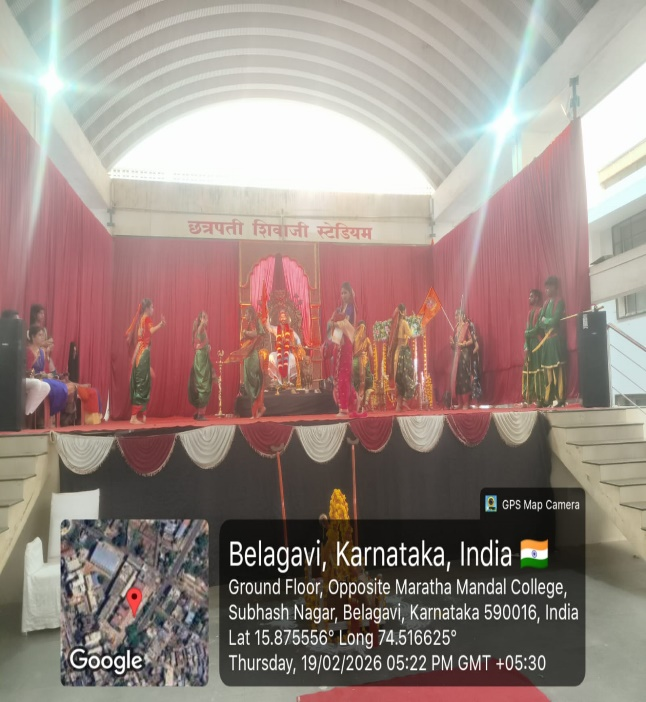 छत्रपती शिवाजी स्टेडियम
GPS Map Camera
Belagavi, Karnataka, India 🇮🇳
Ground Floor, Opposite Maratha Mandal College,
Subhash Nagar, Belagavi, Karnataka 590016, India
Lat 15.875556° Long 74.516625°
Thursday, 19/02/2026 05:22 PM GMT +05:30
Google